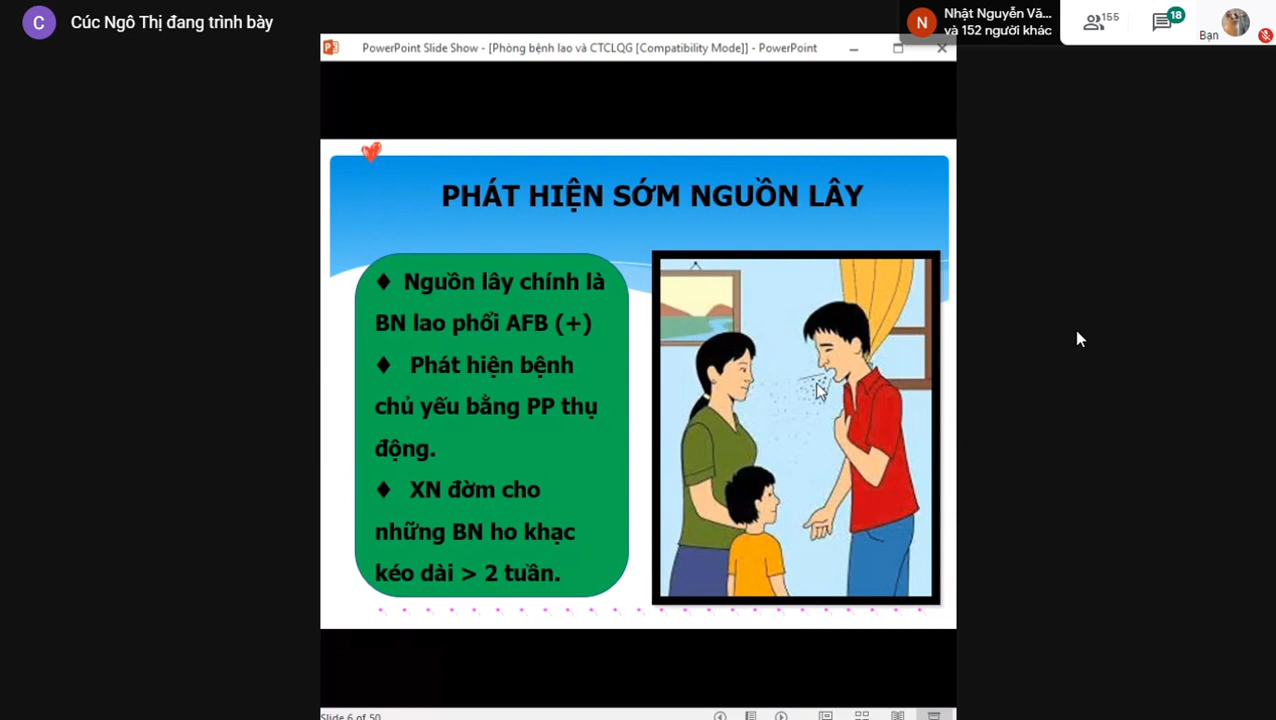 C
Cúc Ngô Thị đang trình bày
N
Nhật Nguyễn Vă...
và 152 người khác
155
18
Bạn
PowerPoint Slide Show - [Phòng bệnh lao và CTCLQG [Compatibility Mode]] - PowerPoint
PHÁT HIỆN SỚM NGUỒN LÂY
♦ Nguồn lây chính là
BN lao phổi AFB (+)
♦ Phát hiện bệnh
chủ yếu bằng PP thụ
động.
♦ XN đờm cho
những BN ho khạc
kéo dài > 2 tuần.
Slide 6 of 50